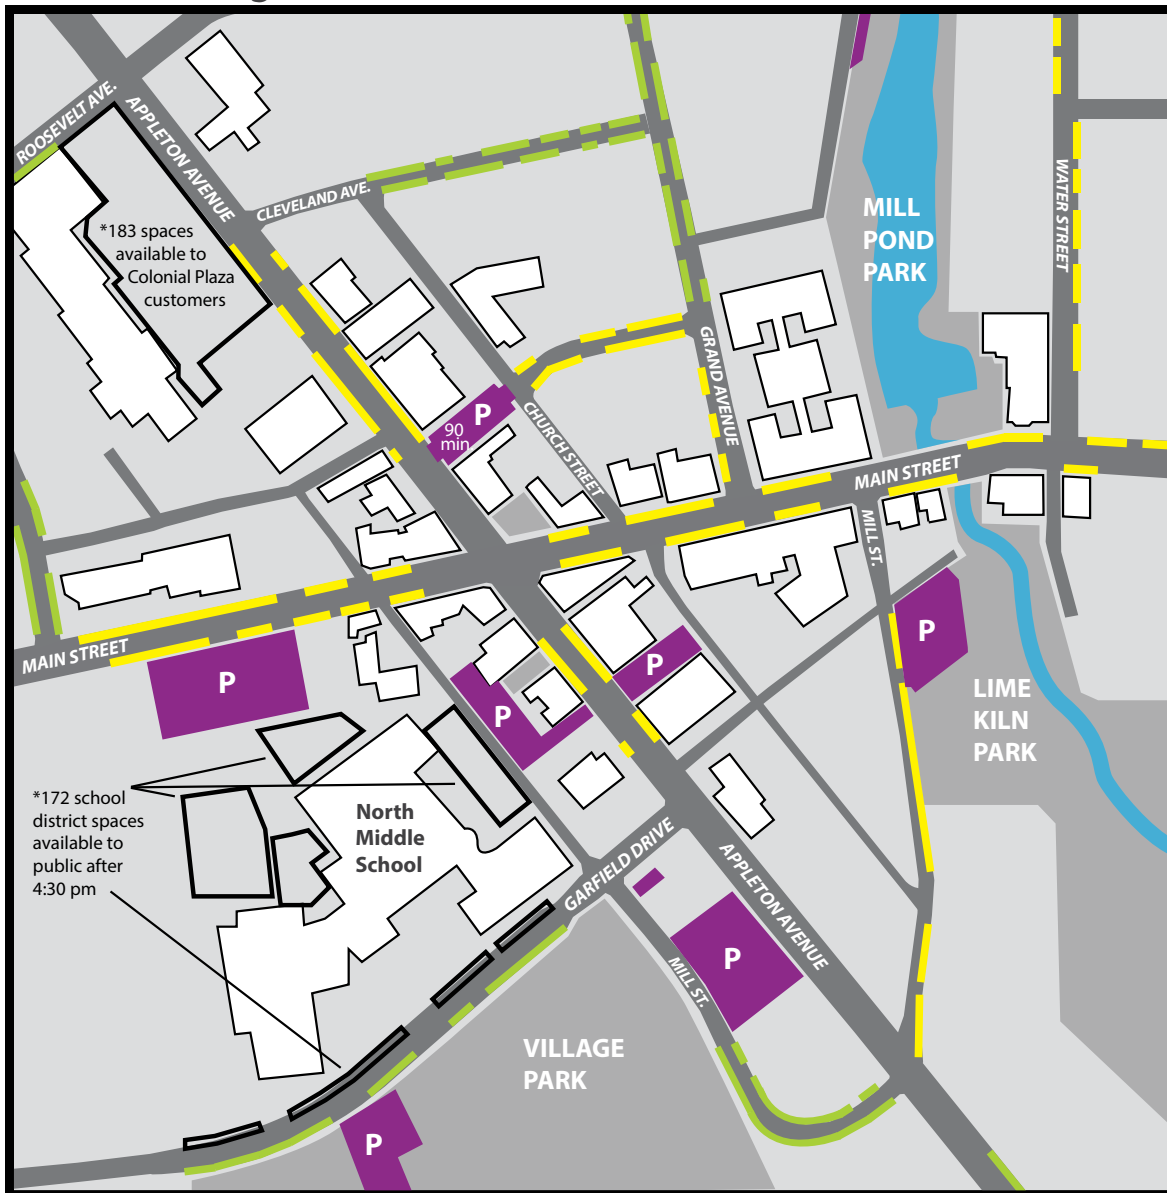 ROOSEVELT AVE.
APPLETON AVENUE
CLEVELAND AVE.
*183 spaces
available to
Colonial Plaza
customers
MILL
POND
PARK
WATER STREET
GRAND AVENUE
P
90
min
CHURCH STREET
MAIN STREET
MILL ST.
MAIN STREET
P
P
P
P
LIME
KILN
PARK
*172 school
district spaces
available to
public after
4:30 pm
North
Middle
School
GARFIELD DRIVE
APPLETON AVENUE
P
MILL ST.
VILLAGE
PARK
P